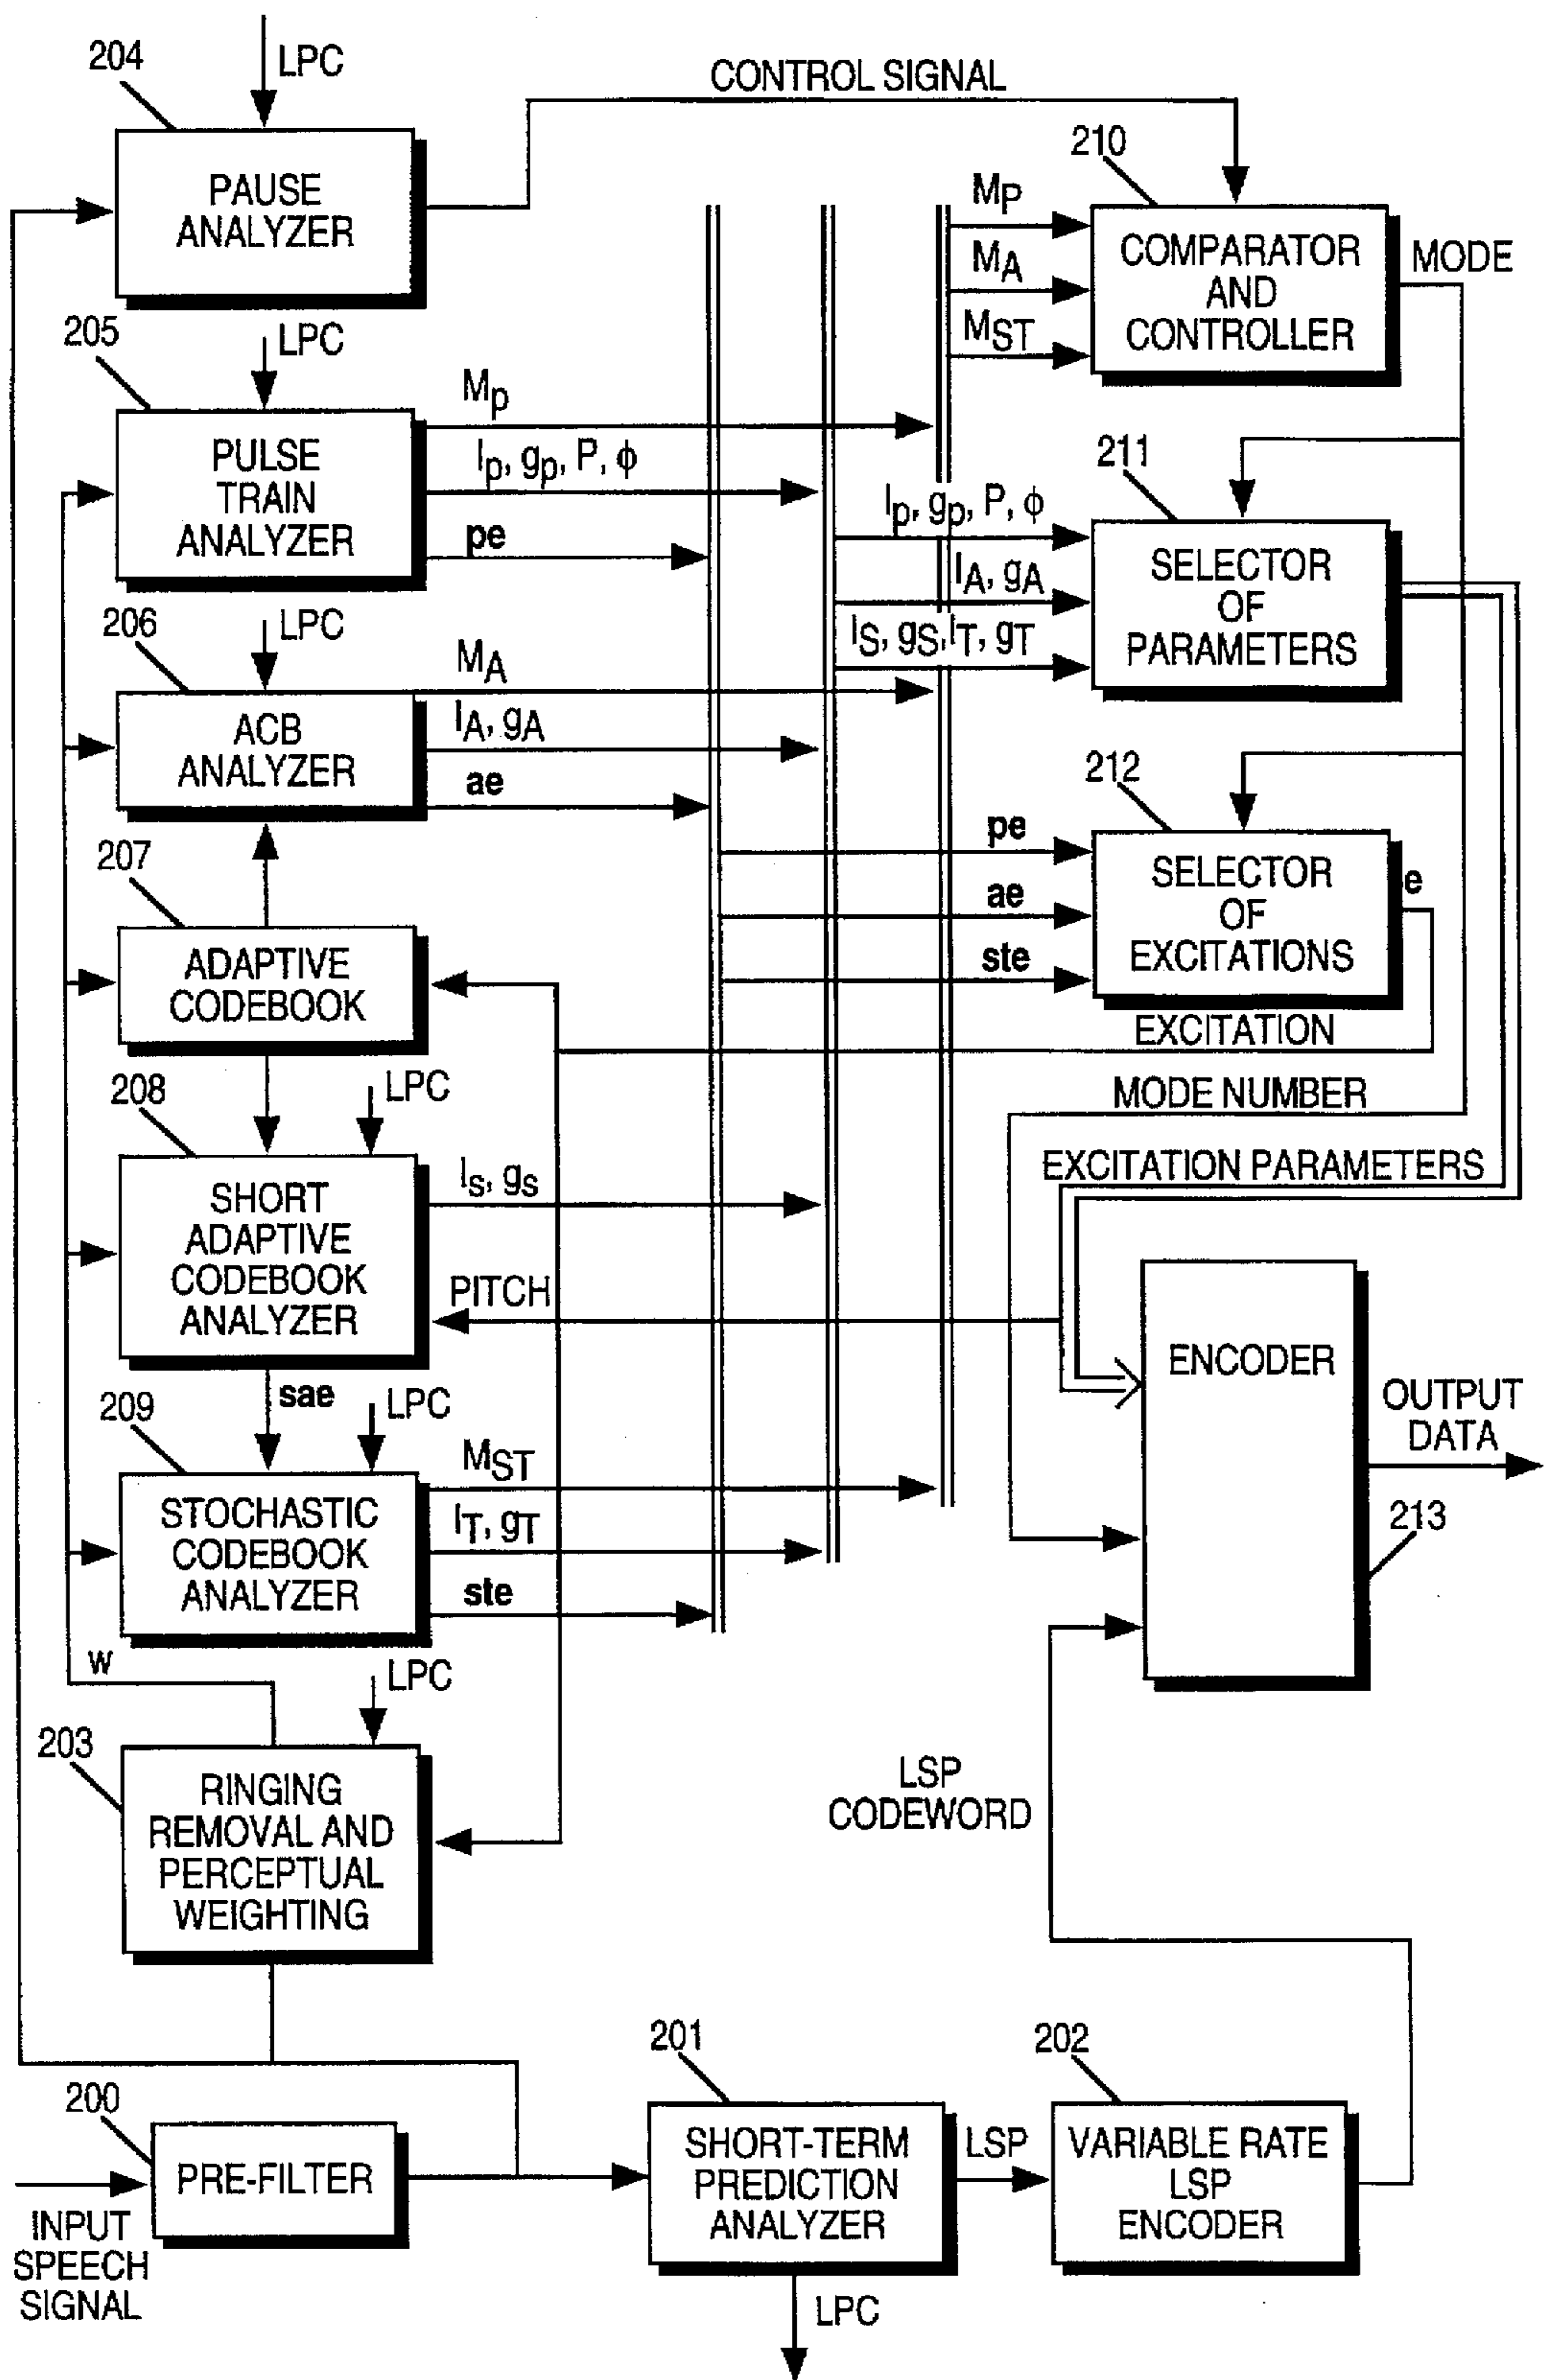 LPC
204
CONTROL SIGNAL
PAUSE
ANALYZER
210
MP
MA
MST
COMPARATOR
AND
CONTROLLER
MODE
205
LPC
PULSE
TRAIN
ANALYZER
Mp
Ip, gp, P, ϕ
pe
211
Ip, gp, P, ϕ
IA, gA
IS, gS, IT, gT
SELECTOR
OF
PARAMETERS
206
LPC
ACB
ANALYZER
MA
IA, gA
ae
212
pe
ae
ste
SELECTOR
OF
EXCITATIONS
e
207
ADAPTIVE
CODEBOOK
EXCITATION
MODE NUMBER
EXCITATION PARAMETERS
208
LPC
SHORT
ADAPTIVE
CODEBOOK
ANALYZER
Is, gs
PITCH
sae
ENCODER
OUTPUT
DATA
213
209
LPC
STOCHASTIC
CODEBOOK
ANALYZER
MST
IT, gT
ste
w
LPC
203
RINGING
REMOVAL AND
PERCEPTUAL
WEIGHTING
LSP
CODEWORD
200
PRE-FILTER
INPUT
SPEECH
SIGNAL
201
SHORT-TERM
PREDICTION
ANALYZER
LSP
202
VARIABLE RATE
LSP
ENCODER
LPC